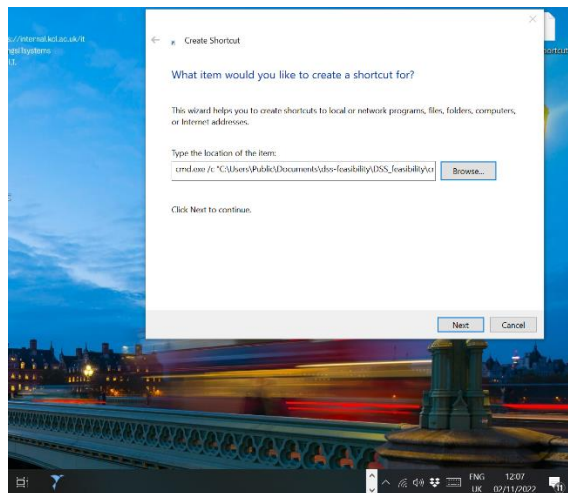 s://internal.kcl.ac.uk/it
systems
Create Shortcut
What item would you like to create a shortcut for?
This wizard helps you to create shortcuts to local or network programs, files, folders, computers,
or Internet addresses.
Type the location of the item:
cmd.exe /c "C:\Users\Public\Documents\dss-feasibility\DSS_feasibility\cr
Browse...
Click Next to continue.
Next
Cancel
ENG
UK
12:07
02/11/2022
11